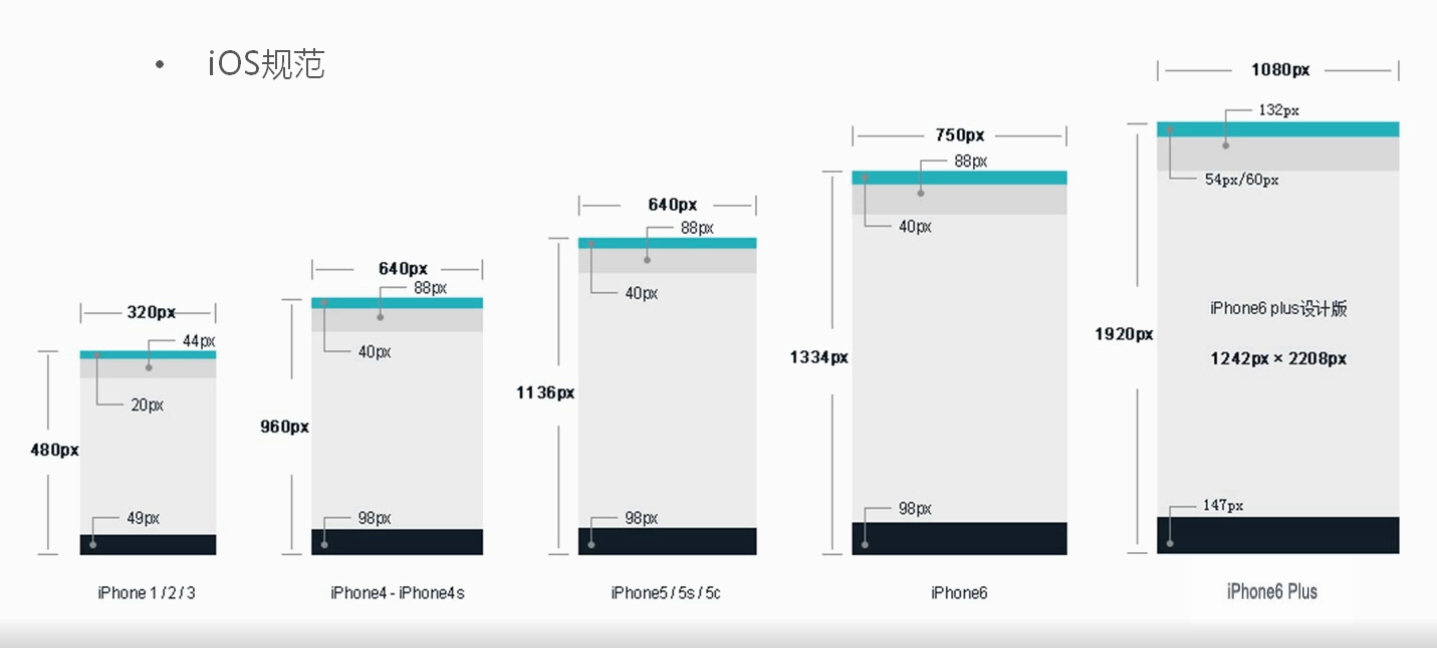 • iOS规范
320px
44px
20px
480px
49px
iPhone 1 / 2 / 3
640px
88px
40px
960px
98px
iPhone4 - iPhone4s
640px
88px
40px
1136px
98px
iPhone5 / 5s / 5c
750px
88px
40px
1334px
98px
iPhone6
1080px
132px
54px/60px
iPhone6 plus设计版
1920px
1242px × 2208px
147px
iPhone6 Plus